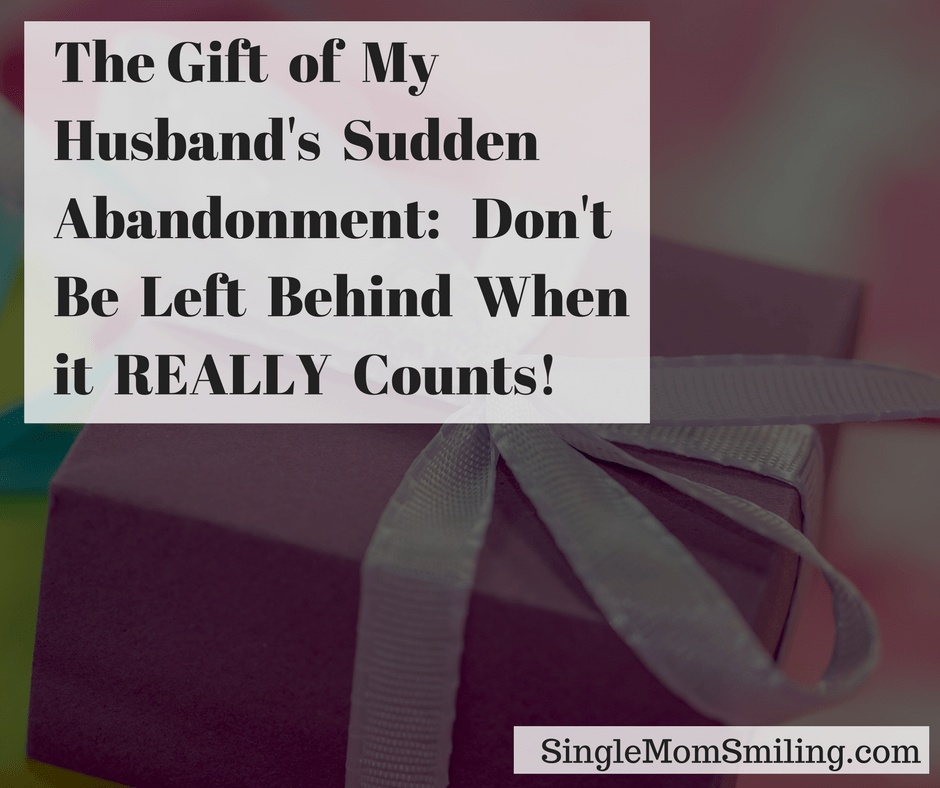 The Gift of My
Husband's Sudden
Abandonment: Don't
Be Left Behind When
it REALLY Counts!
SingleMomSmiling.com